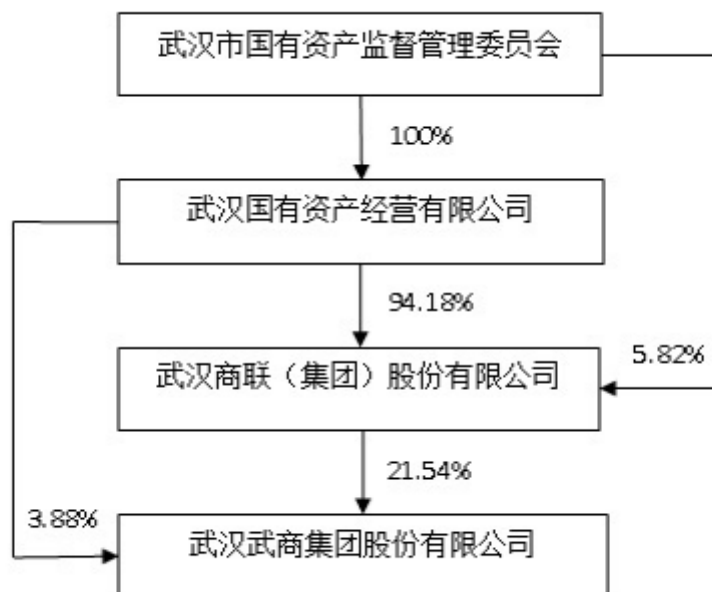 武汉市国有资产监督管理委员会
100%
武汉国有资产经营有限公司
94.18%
武汉商联（集团）股份有限公司
5.82%
21.54%
3.88%
武汉武商集团股份有限公司